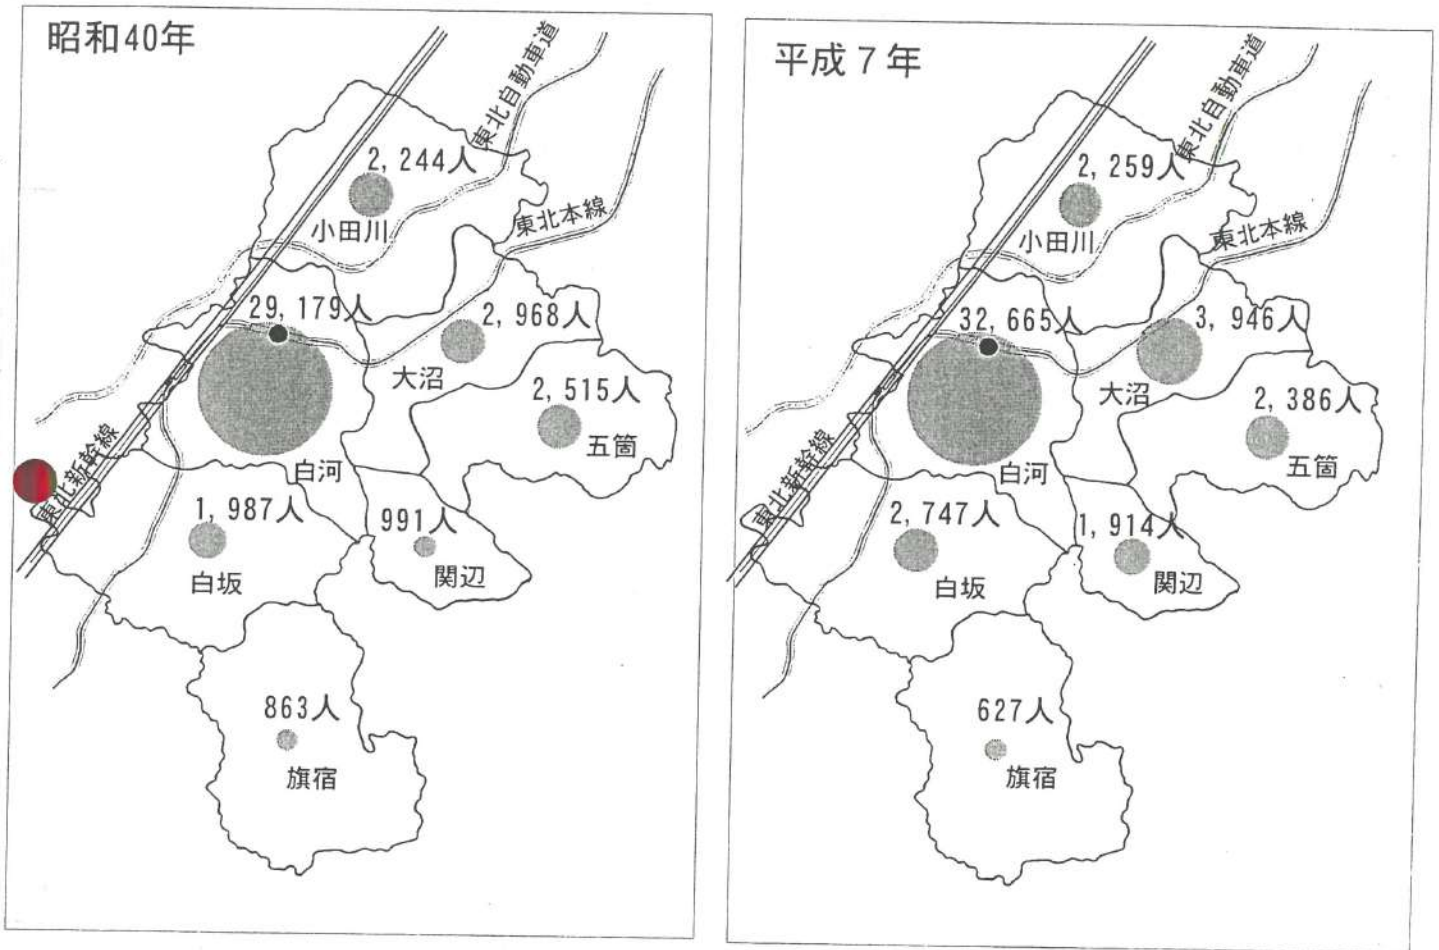 昭和40年
東北自動車道
2,244人
小田川
東北本線
29,179人
2,968人
大沼
2,515人
五箇
東北新幹線
白河
1,987人
991人
白坂
関辺
863人
旗宿
平成7年
東北自動車道
2,259人
小田川
東北本線
32,665人
3,946人
大沼
2,386人
五箇
東北新幹線
白河
2,747人
1,914人
白坂
関辺
627人
旗宿